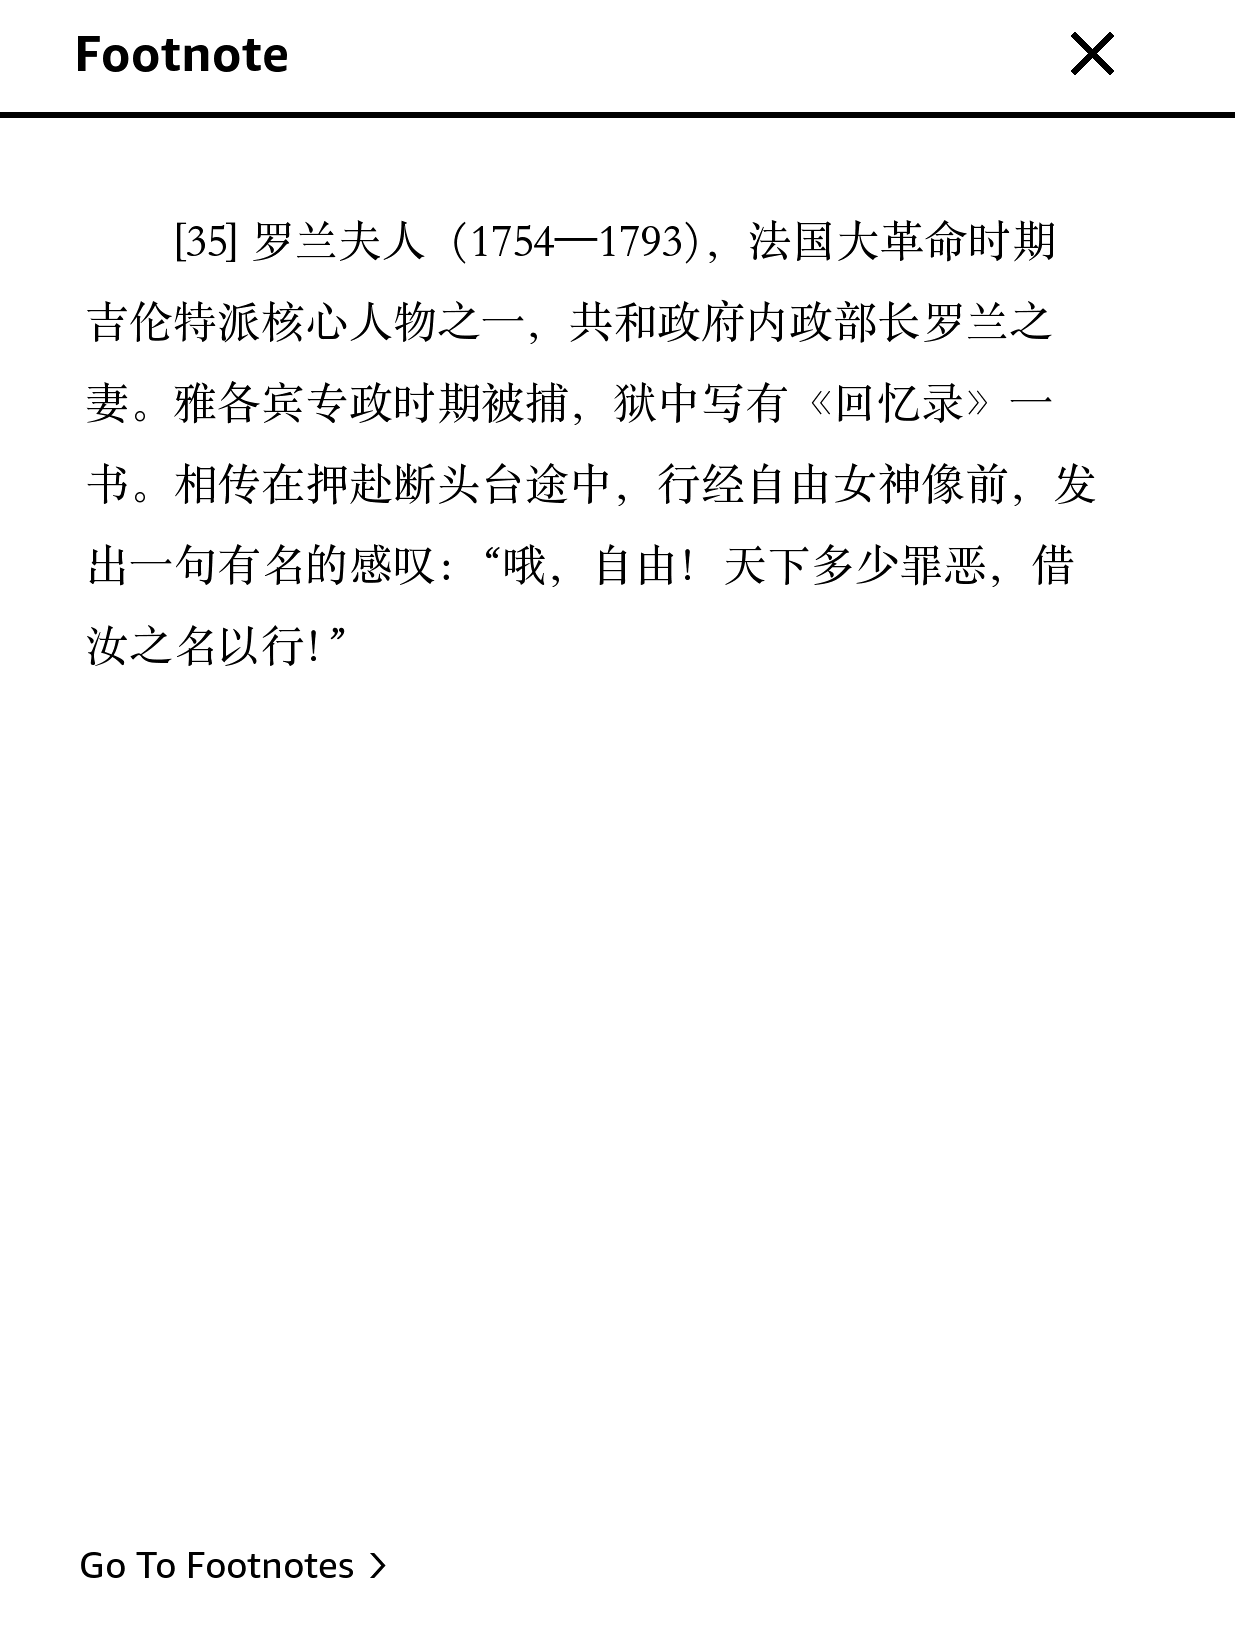 Footnote
[35] 罗兰夫人（1754—1793），法国大革命时期
吉伦特派核心人物之一，共和政府内政部长罗兰之
妻。雅各宾专政时期被捕，狱中写有《回忆录》一
书。相传在押赴断头台途中，行经自由女神像前，发
出一句有名的感叹：“哦，自由！天下多少罪恶，借
汝之名以行！”
Go To Footnotes